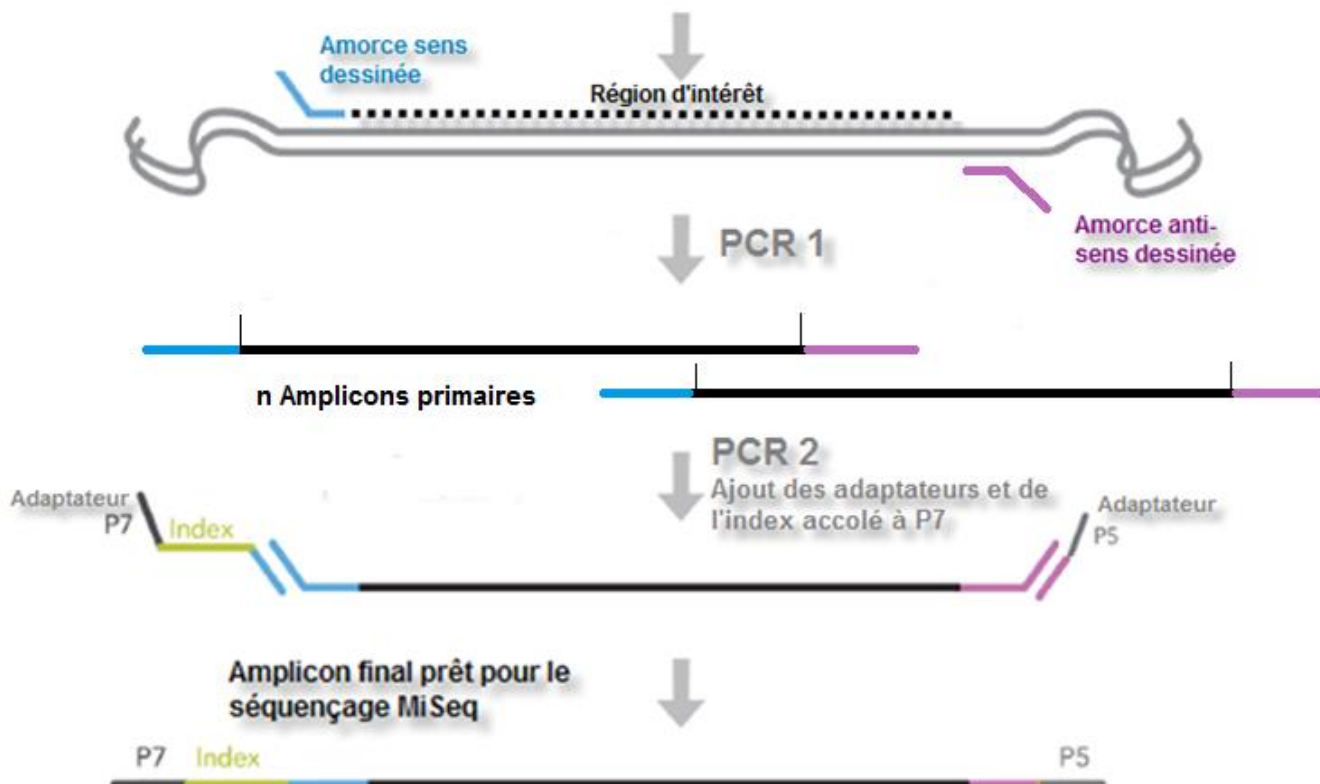 Amorce sens
dessinée
Région d'intérêt
Amorce anti-
sens dessinée
PCR 1
n Amplicons primaires
PCR 2
Ajout des adaptateurs et de
l'index accolé à P7
Adaptateur
P7
Index
Adaptateur
P5
Amplicon final prêt pour le
séquençage MiSeq
P7 Index P5